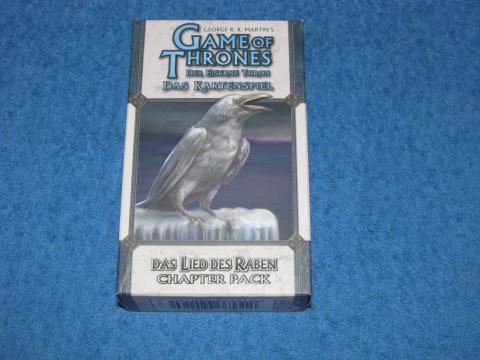 GEORGE R. R. MARTIN'S
GAME OF
THRONES
DER EISERNE THRON
DAS KARTENSPIEL
DAS LIED DES RABEN
CHAPTER PACK